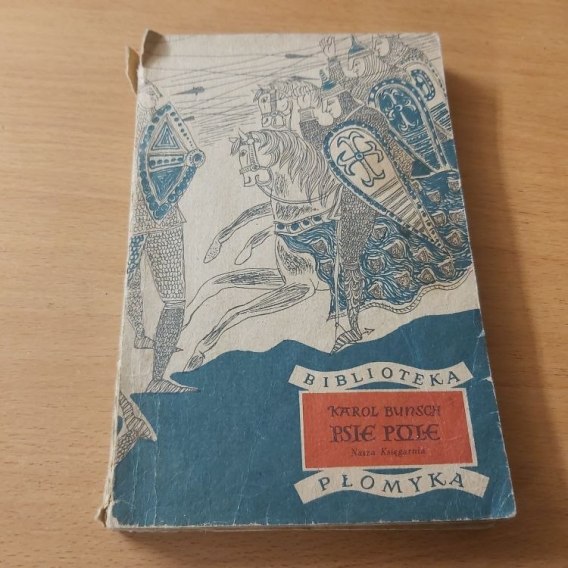 BIBLIOTEKA
KAROL BUNSCH
PSIE POLE
Nasza Księgarnia
PŁOMYKA